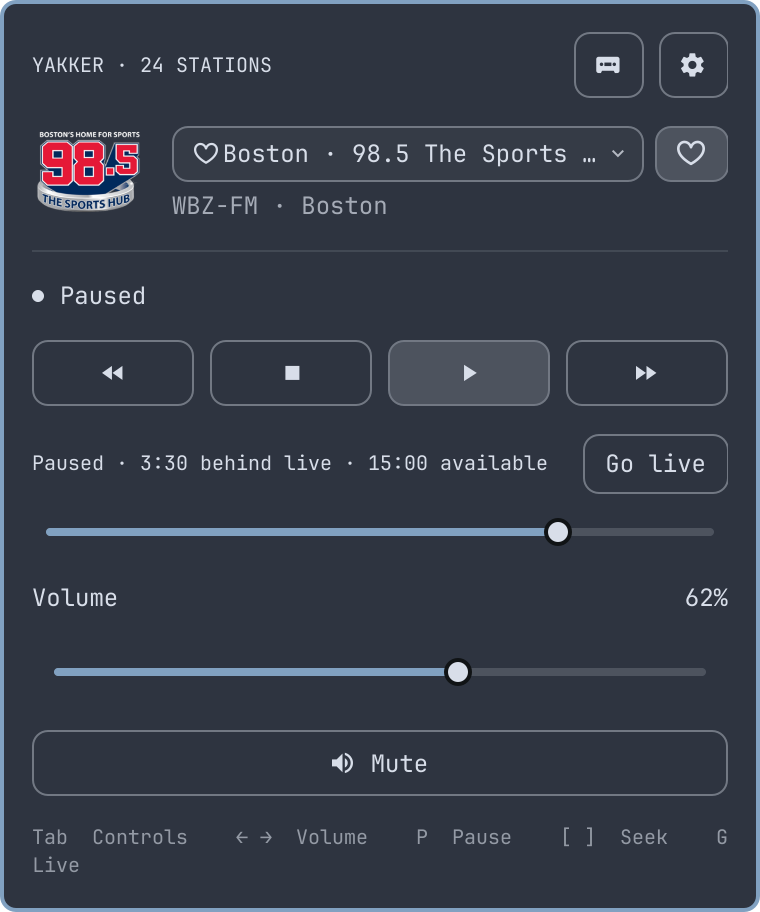 YAKKER · 24 STATIONS
BOSTON'S HOME FOR SPORTS
98.5
THE SPORTS HUB
Boston · 98.5 The Sports …
WBZ-FM · Boston
Paused
Paused · 3:30 behind live · 15:00 available
Go live
Volume
62%
Mute
Tab Controls ← → Volume P Pause [ ] Seek G
Live